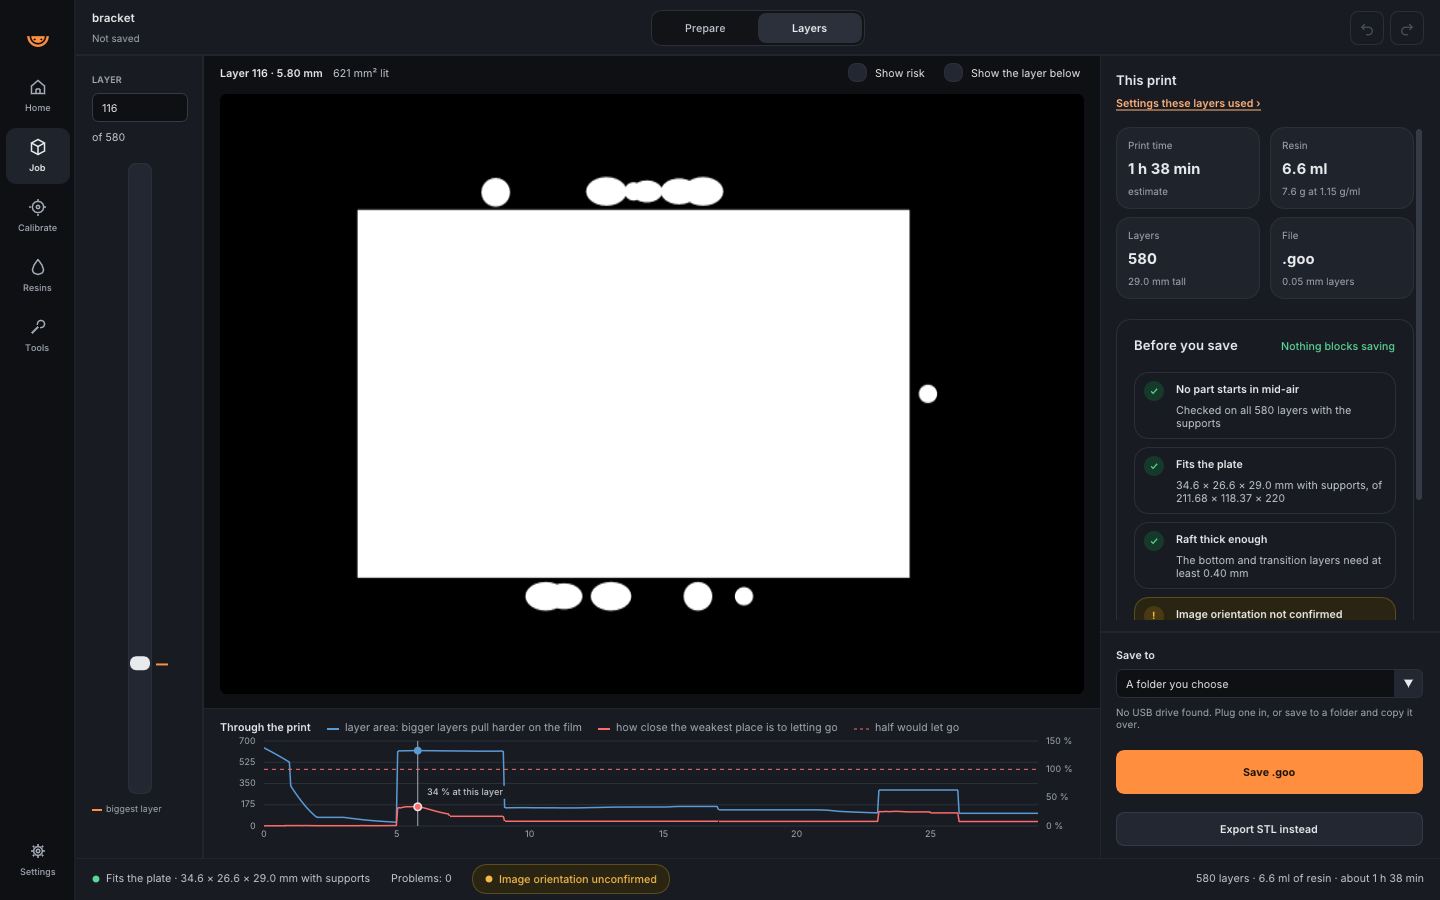 bracket
Not saved
Prepare
Layers
Home
Job
Calibrate
Resins
Tools
Settings
LAYER
116
of 580
biggest layer
Layer 116 · 5.80 mm 621 mm² lit
Show risk
Show the layer below
Through the print
layer area: bigger layers pull harder on the film
how close the weakest place is to letting go
half would let go
700
525
350
175
0
150 %
100 %
50 %
0 %
34 % at this layer
0 5 10 15 20 25
This print
Settings these layers used ›
Print time
1 h 38 min
estimate
Resin
6.6 ml
7.6 g at 1.15 g/ml
Layers
580
29.0 mm tall
File
.goo
0.05 mm layers
Before you save
Nothing blocks saving
No part starts in mid-air
Checked on all 580 layers with the
supports
Fits the plate
34.6 × 26.6 × 29.0 mm with supports, of
211.68 × 118.37 × 220
Raft thick enough
The bottom and transition layers need at
least 0.40 mm
! Image orientation not confirmed
Save to
A folder you choose
No USB drive found. Plug one in, or save to a folder and copy it
over.
Save .goo
Export STL instead
Fits the plate · 34.6 × 26.6 × 29.0 mm with supports
Problems: 0
Image orientation unconfirmed
580 layers · 6.6 ml of resin · about 1 h 38 min